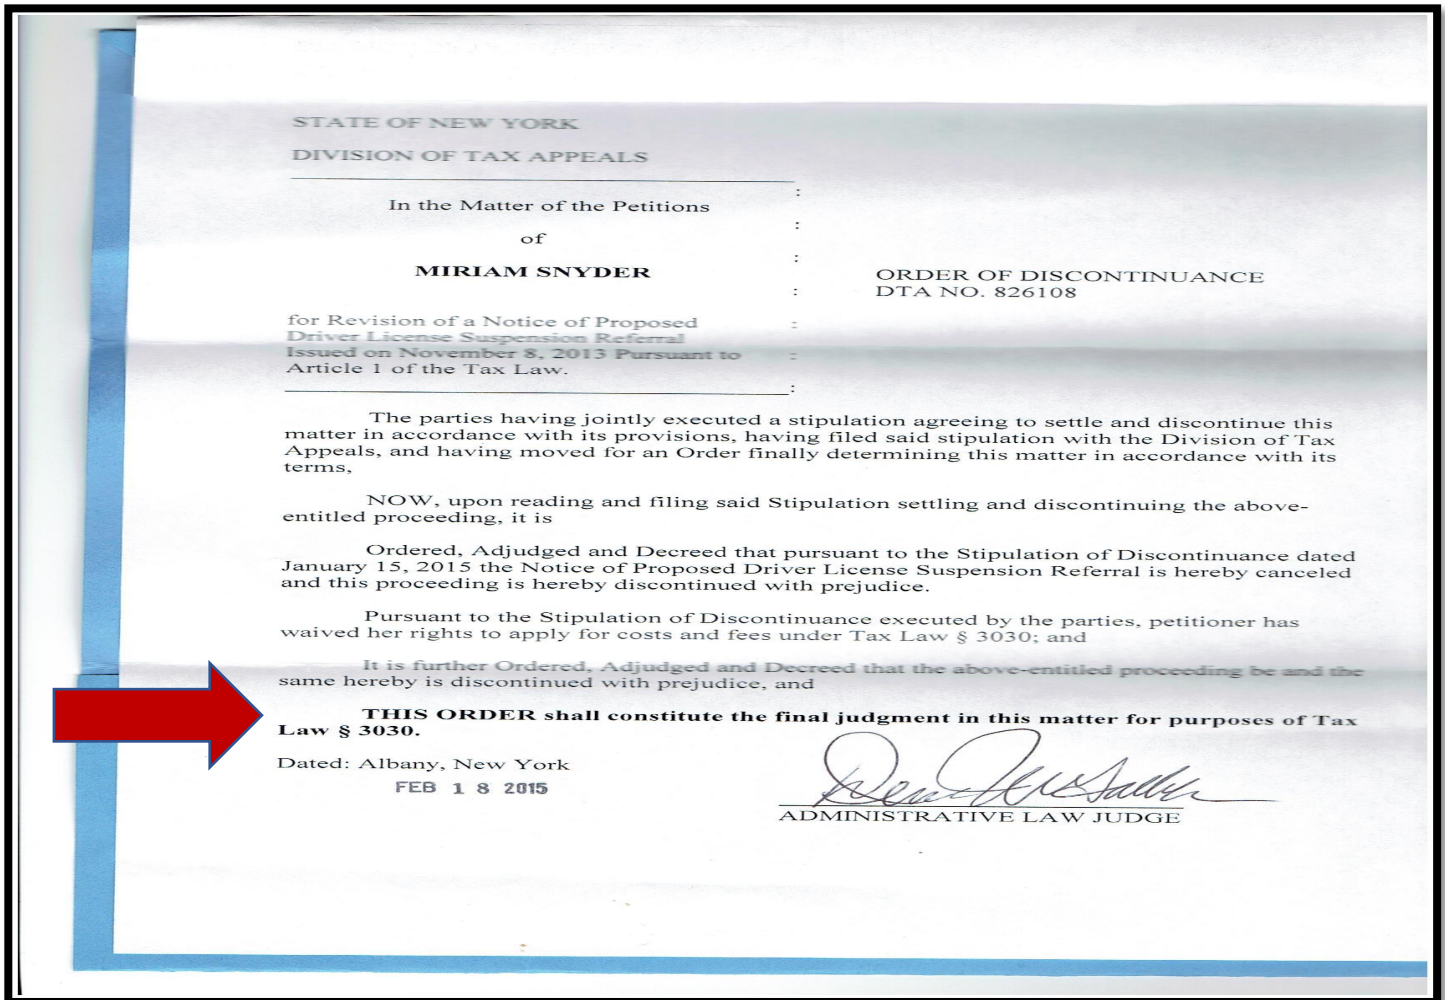 STATE OF NEW YORK
DIVISION OF TAX APPEALS
In the Matter of the Petitions
of
MIRIAM SNYDER
for Revision of a Notice of Proposed
Driver License Suspension Referral
Issued on November 8, 2013 Pursuant to
Article 1 of the Tax Law.
:
:
:
:
:
:
:
ORDER OF DISCONTINUANCE
DTA NO. 826108
The parties having jointly executed a stipulation agreeing to settle and discontinue this
matter in accordance with its provisions, having filed said stipulation with the Division of Tax
Appeals, and having moved for an Order finally determining this matter in accordance with its
terms,
NOW, upon reading and filing said Stipulation settling and discontinuing the above-
entitled proceeding, it is
Ordered, Adjudged and Decreed that pursuant to the Stipulation of Discontinuance dated
January 15, 2015 the Notice of Proposed Driver License Suspension Referral is hereby canceled
and this proceeding is hereby discontinued with prejudice.
Pursuant to the Stipulation of Discontinuance executed by the parties, petitioner has
waived her rights to apply for costs and fees under Tax Law § 3030; and
It is further Ordered, Adjudged and Decreed that the above-entitled proceeding be and the
same hereby is discontinued with prejudice, and
THIS ORDER shall constitute the final judgment in this matter for purposes of Tax
Law § 3030.
Dated: Albany, New York
FEB 18 2015
ADMINISTRATIVE LAW JUDGE